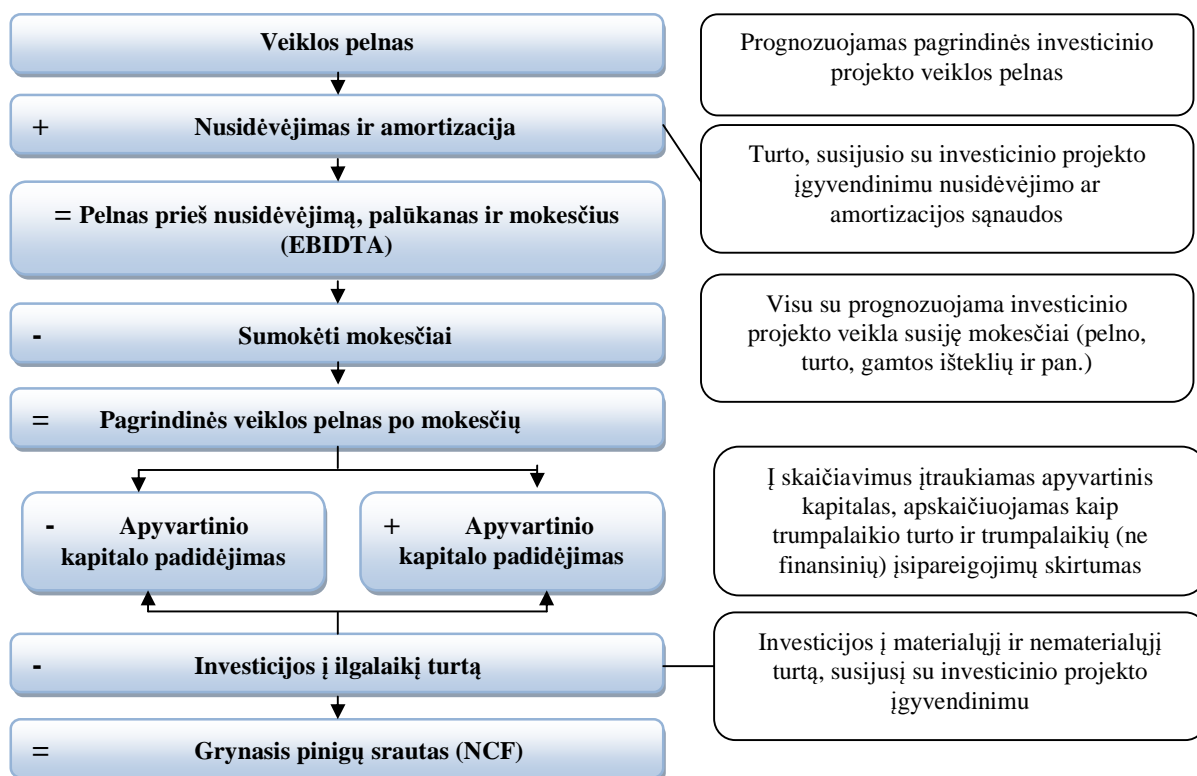 Veiklos pelnas
Prognozuojamas pagrindinės investicinio
projekto veiklos pelnas
+ Nusidėvėjimas ir amortizacija
Turto, susijusio su investicinio projekto
įgyvendinimu nusidėvėjimo ar
amortizacijos sąnaudos
= Pelnas prieš nusidėvėjimą, palūkanas ir mokesčius
(EBIDTA)
- Sumokėti mokesčiai
Visu su prognozuojama investicinio
projekto veikla susiję mokesčiai (pelno,
turto, gamtos išteklių ir pan.)
= Pagrindinės veiklos pelnas po mokesčių
- Apyvartinio
kapitalo padidėjimas
+ Apyvartinio
kapitalo padidėjimas
Į skaičiavimus įtraukiamas apyvartinis
kapitalas, apskaičiuojamas kaip
trumpalaikio turto ir trumpalaikių (ne
finansinių) įsipareigojimų skirtumas
- Investicijos į ilgalaikį turtą
Investicijos į materialųjį ir nematerialųjį
turtą, susijusį su investicinio projekto
įgyvendinimu
= Grynasis pinigų srautas (NCF)